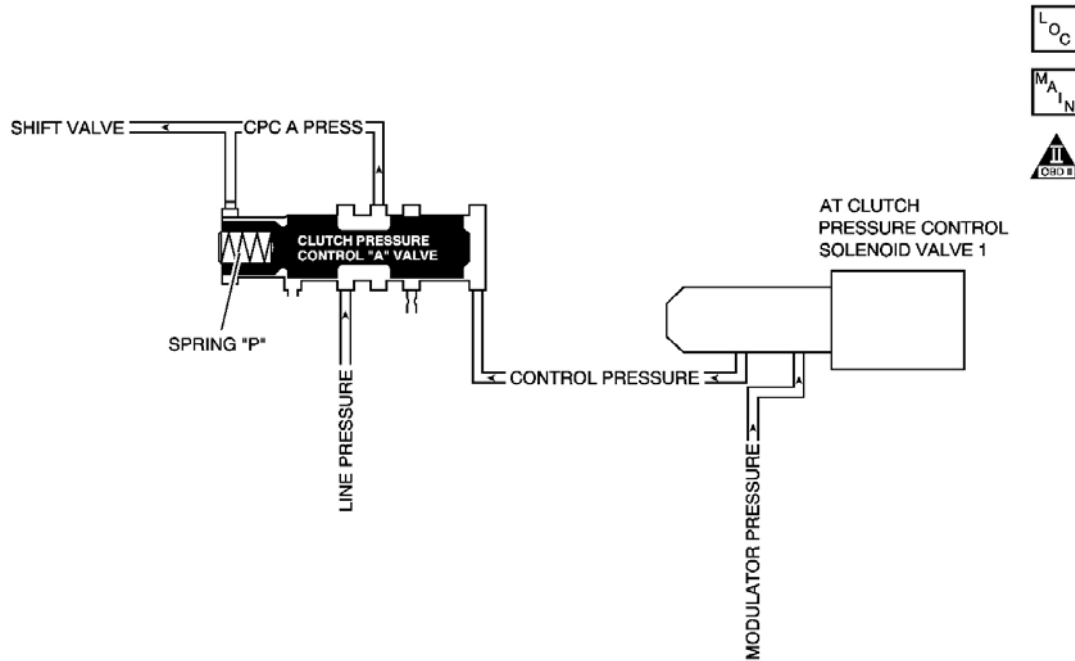 LOC
MAIN
II
OBD II
SHIFT VALVE
CPC A PRESS
AT CLUTCH
PRESSURE CONTROL
SOLENOID VALVE 1
CLUTCH PRESSURE
CONTROL "A" VALVE
SPRING "P"
CONTROL PRESSURE
LINE PRESSURE
MODULATOR PRESSURE